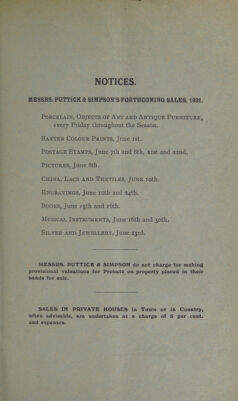 NOTICES.
MESSRS. PUTTICK & SIMPSON'S FORTHCOMING SALES, 1921.
PORCELAIN, OBJECTS OF ART AND ANTIQUE FURNITURE,
every Friday throughout the Season.
BAXTER COLOUR PRINTS, June 1st.
POSTAGE STAMPS, June 7th and 8th, 21st and 22nd.
PICTURES, June 8th.
CHINA, LACE AND TEXTILES, JUNE 10th.
ENGRAVINGS, June 10th and 24th.
BOOKS, June 15th and 16th.
MUSICAL INSTRUMENTS, June 16th and 30th.
SILVER AND JEWELLERY, June 23rd.
MESSRS. PUTTICK & SIMPSON do not charge for making
provisional valuations for Probate on property placed in their
hands for sale.
SALES IN PRIVATE HOUSES in Town or in Country,
when advisable, are undertaken at a charge of 5 per cent.
and expenses.